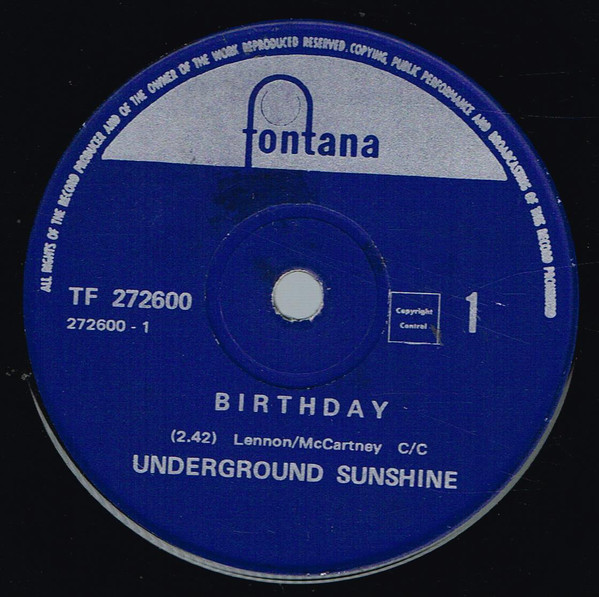 ALL RIGHTS OF THE RECORD PRODUCER AND OF THE OWNER OF THE WORK REPRODUCED RESERVED. COPYING, PUBLIC PERFORMANCE AND BROADCASTING OF THIS RECORD PROHIBITED
fontana
TF 272600
272600 - 1
Copyright
Control
1
BIRTHDAY
(2.42) Lennon/McCartney C/C
UNDERGROUND SUNSHINE